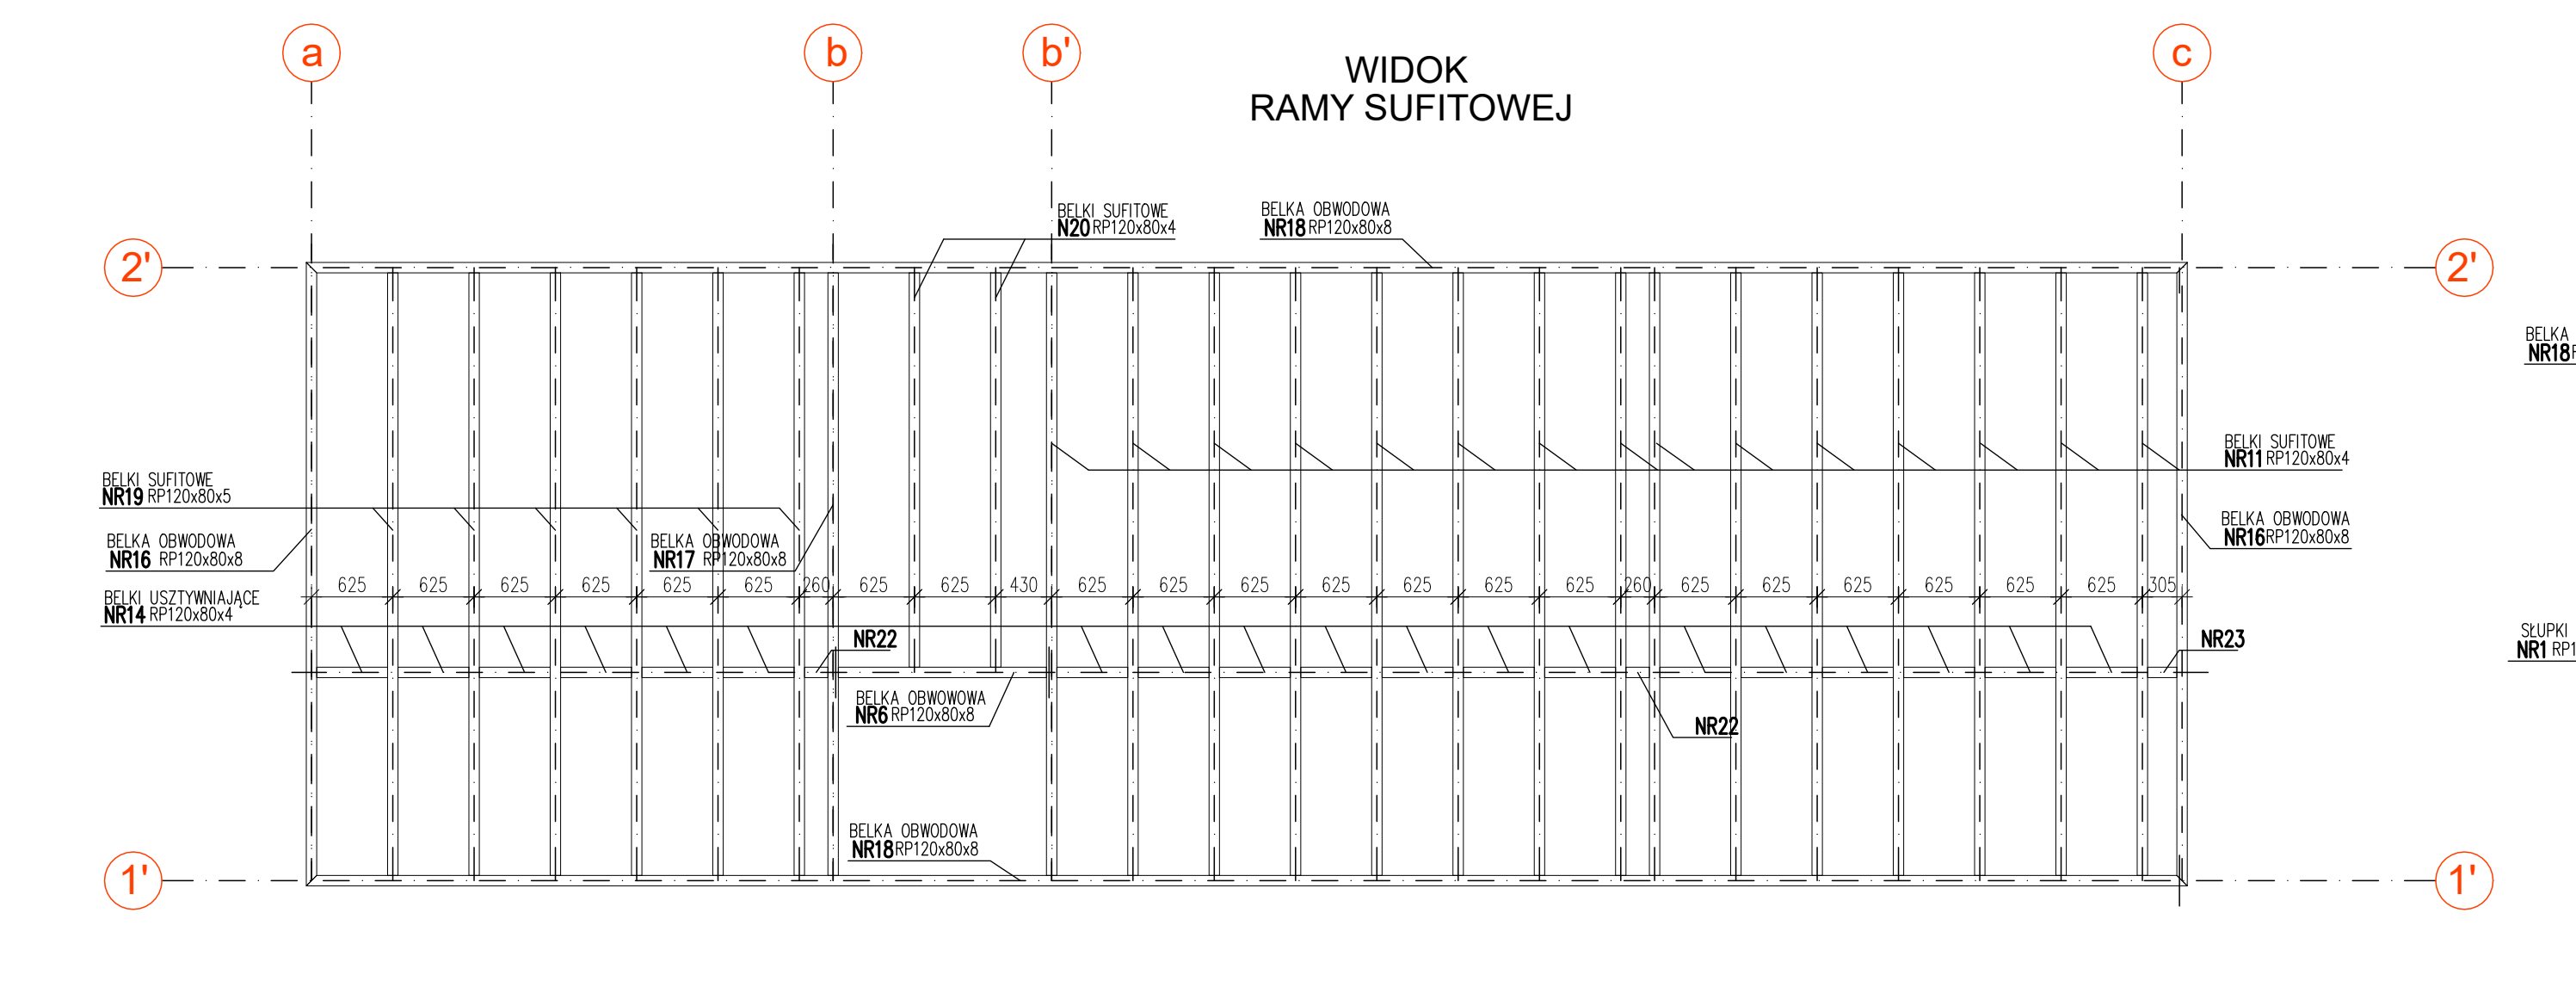 a b b' c
WIDOK
RAMY SUFITOWEJ
BELKI SUFITOWE
N20 RP120x80x4
BELKA OBWODOWA
NR18 RP120x80x8
2' 2'
BELKA
NR18
BELKI SUFITOWE
NR11 RP120x80x4
BELKI SUFITOWE
NR19 RP120x80x5
BELKA OBWODOWA
NR16 RP120x80x8
BELKA OBWODOWA
NR17 RP120x80x8
BELKA OBWODOWA
NR16 RP120x80x8
625 625 625 625 625 625 260 625 625 430 625 625 625 625 625 625 625 260 625 625 625 625 625 625 305
BELKI USZTYWNIAJĄCE
NR14 RP120x80x4
NR22
NR23
SŁUPKI
NR1 RP1
BELKA OBWOWOWA
NR6 RP120x80x8
NR22
BELKA OBWODOWA
NR18 RP120x80x8
1' 1'